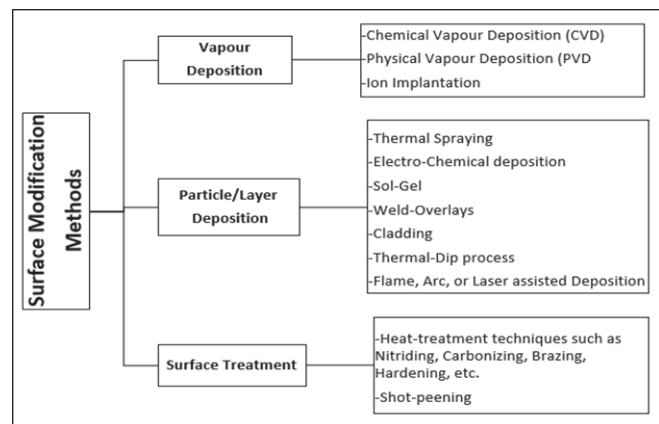 Surface Modification
Methods
Vapour
Deposition
-Chemical Vapour Deposition (CVD)
-Physical Vapour Deposition (PVD
-Ion Implantation
Particle/Layer
Deposition
-Thermal Spraying
-Electro-Chemical deposition
-Sol-Gel
-Weld-Overlays
-Cladding
-Thermal-Dip process
-Flame, Arc, or Laser assisted Deposition
Surface Treatment
-Heat-treatment techniques such as
Nitriding, Carbonizing, Brazing,
Hardening, etc.
-Shot-peening